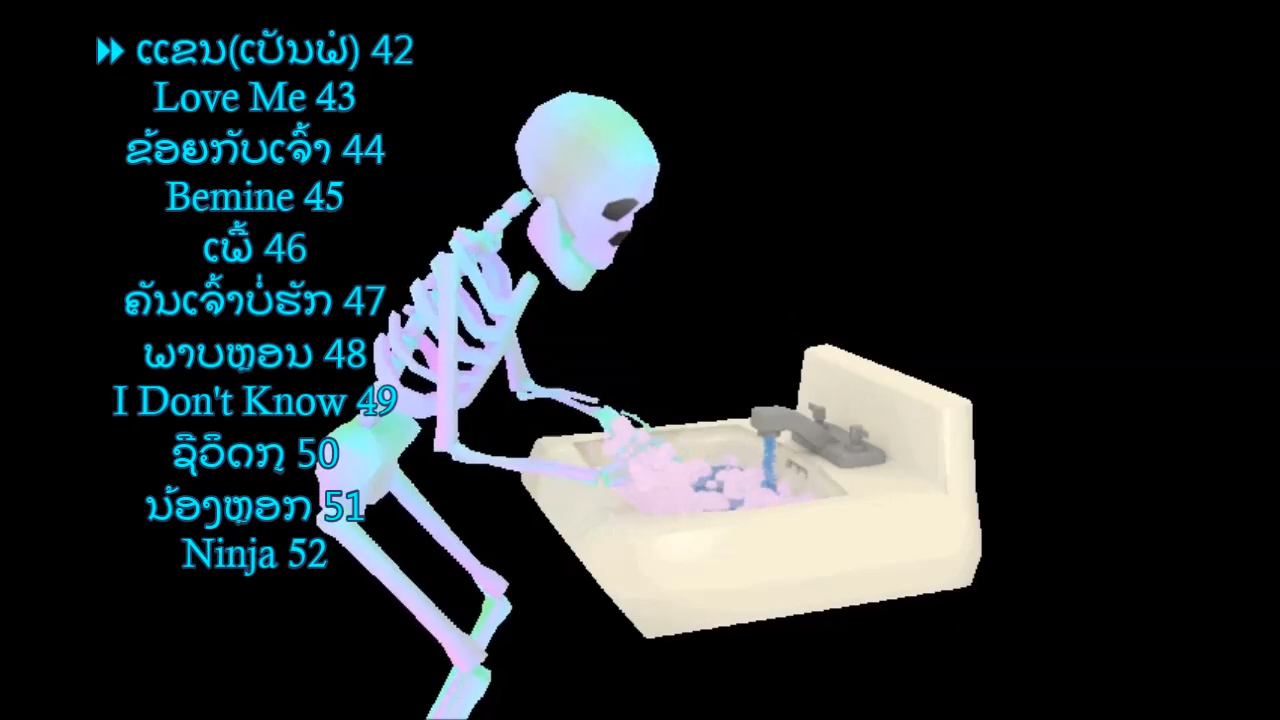 ⏩ ແຂນ(ເປັນຟໍ) 42
Love Me 43
ຂ້ອຍກັບເຈົ້າ 44
Bemine 45
ເຟີ້ 46
ຄັນເຈົ້າບໍ່ຮັກ 47
ພາບຫຼອນ 48
I Don't Know 49
ຊີວິດກູ 50
ນ້ອງຫຼອກ 51
Ninja 52